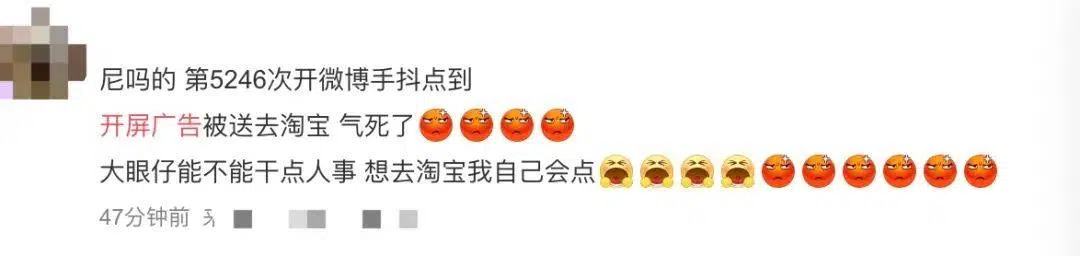 尼吗的 第5246次开微博手抖点到
开屏广告被送去淘宝 气死了
大眼仔能不能干点人事 想去淘宝我自己会点
47分钟前